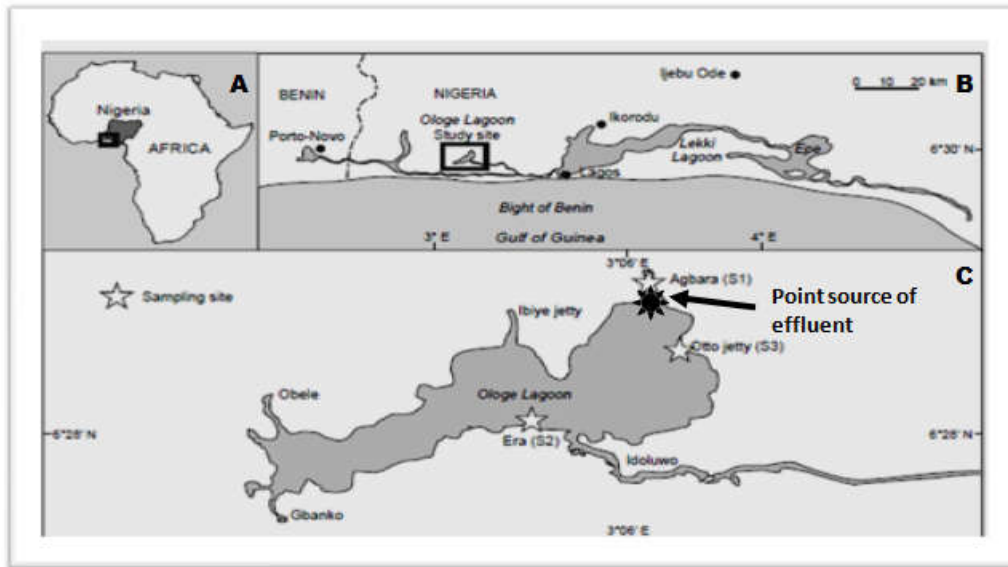 A
Nigeria
AFRICA
B
Ijebu Ode
0 10 20 km
BENIN
NIGERIA
Ologe Lagoon
Study site
Porto-Novo
Ikorodu
Lekki
Lagoon
Epe
6°30' N
Lagos
Bight of Benin
Gulf of Guinea
3° E
4° E
C
3°06' E
Sampling site
Agbara (S1)
Point source of
effluent
Ibiye jetty
Otto jetty (S3)
Obele
Ologe Lagoon
6°28' N
6°28' N
Era (S2)
Idoluwo
Gbanko
3°06' E